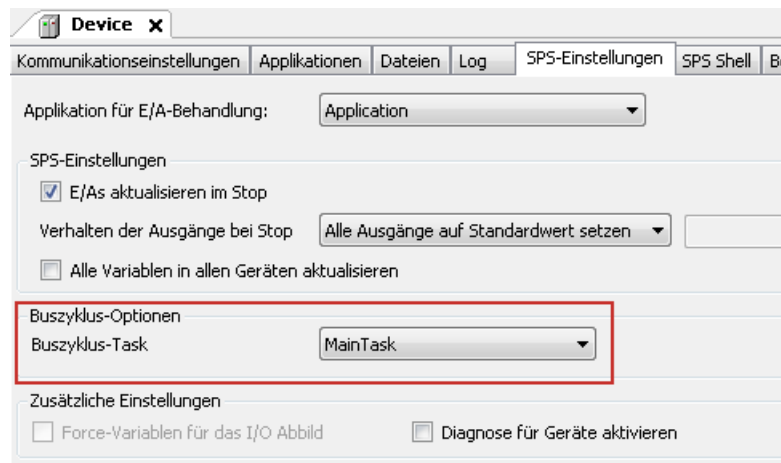 Device X
Kommunikationseinstellungen Applikationen Dateien Log SPS-Einstellungen SPS Shell
Applikation für E/A-Behandlung: Application
SPS-Einstellungen
E/As aktualisieren im Stop
Verhalten der Ausgänge bei Stop Alle Ausgänge auf Standardwert setzen
Alle Variablen in allen Geräten aktualisieren
Buszyklus-Optionen
Buszyklus-Task MainTask
Zusätzliche Einstellungen
Force-Variablen für das I/O Abbild Diagnose für Geräte aktivieren